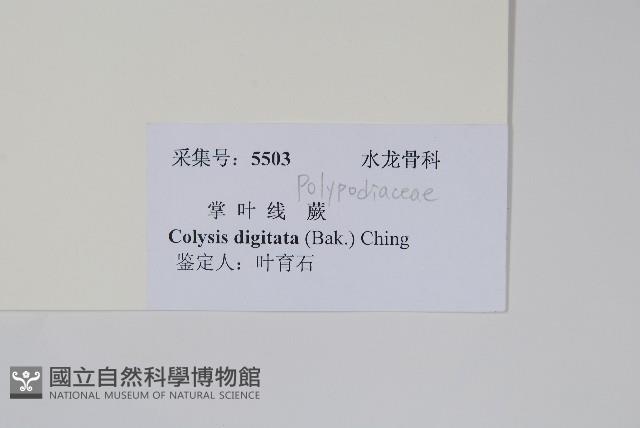 采集号：5503 水龙骨科
Polypodiaceae
掌叶线 蕨
Colysis digitata (Bak.) Ching
鉴定人：叶育石
國立自然科學博物館
NATIONAL MUSEUM OF NATURAL SCIENCE